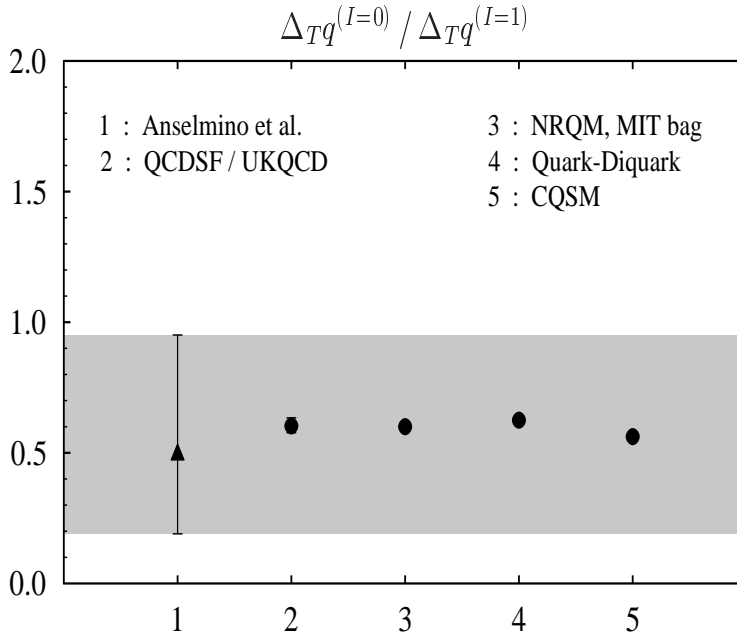 Δ_T q^(I=0) / Δ_T q^(I=1)
2.0
1 : Anselmino et al.
2 : QCDSF / UKQCD
3 : NRQM, MIT bag
4 : Quark-Diquark
5 : CQSM
1.5
1.0
0.5
0.0
1 2 3 4 5